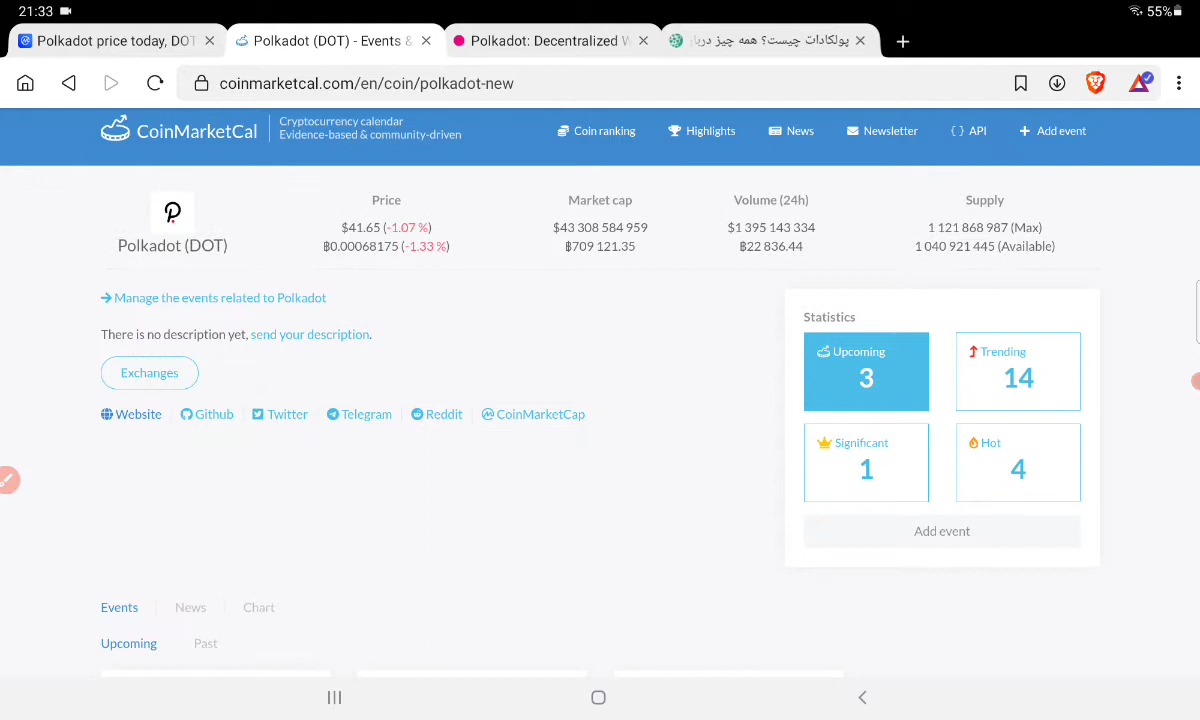 21:33
55%
Polkadot price today, DOT
Polkadot (DOT) - Events &
Polkadot: Decentralized W
پولکادات چیست؟ همه چیز دربار
coinmarketcal.com/en/coin/polkadot-new
CoinMarketCal
Cryptocurrency calendar
Evidence-based & community-driven
Coin ranking
Highlights
News
Newsletter
API
Add event
Polkadot (DOT)
Price
$41.65 (-1.07 %)
฿0.00068175 (-1.33 %)
Market cap
$43 308 584 959
฿709 121.35
Volume (24h)
$1 395 143 334
฿22 836.44
Supply
1 121 868 987 (Max)
1 040 921 445 (Available)
Manage the events related to Polkadot
There is no description yet, send your description.
Exchanges
Website
Github
Twitter
Telegram
Reddit
CoinMarketCap
Statistics
Upcoming
3
Trending
14
Significant
1
Hot
4
Add event
Events
News
Chart
Upcoming
Past